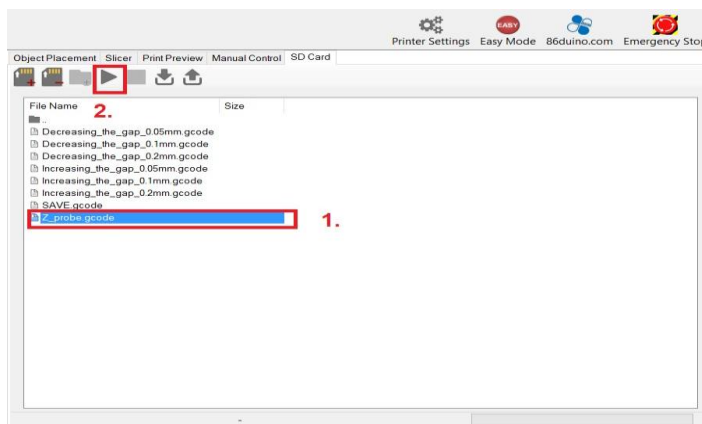 EASY
Printer Settings Easy Mode 86duino.com Emergency Stop
Object Placement Slicer Print Preview Manual Control SD Card
File Name Size
2.
..
Decreasing_the_gap_0.05mm.gcode
Decreasing_the_gap_0.1mm.gcode
Decreasing_the_gap_0.2mm.gcode
Increasing_the_gap_0.05mm.gcode
Increasing_the_gap_0.1mm.gcode
Increasing_the_gap_0.2mm.gcode
SAVE.gcode
Z_probe.gcode 1.
-